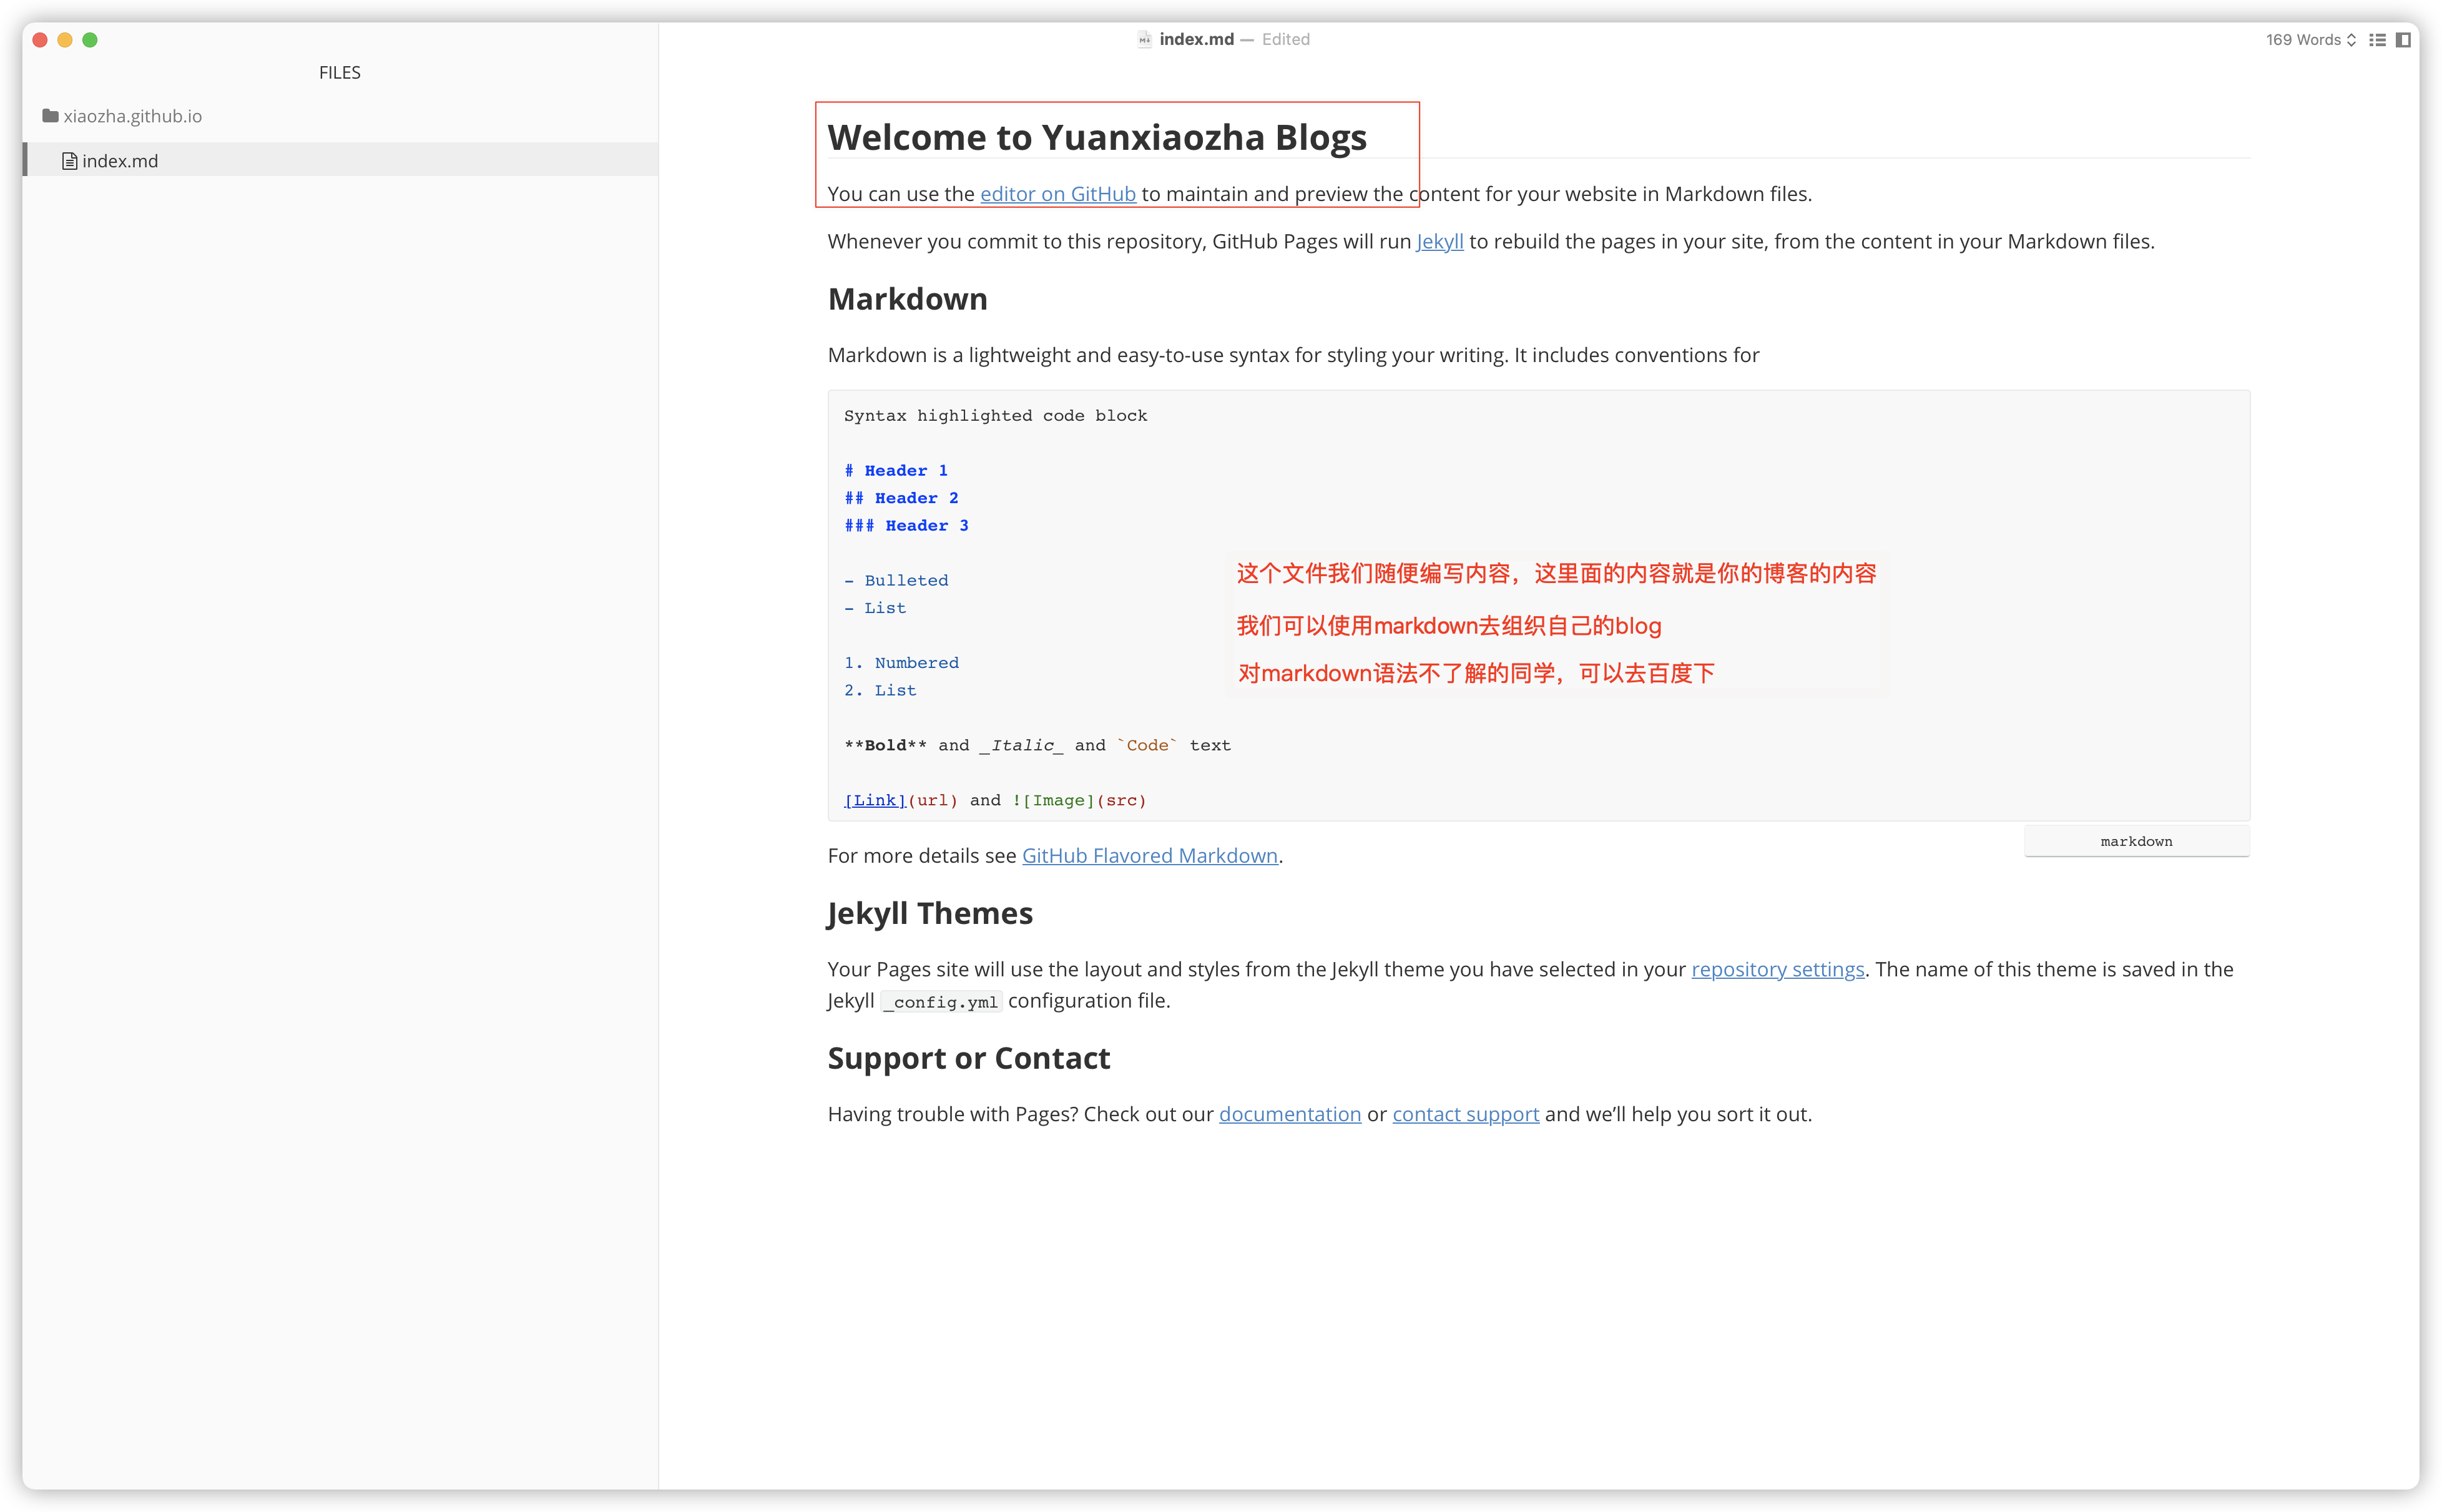 index.md — Edited
169 Words
FILES
xiaozha.github.io
index.md
Welcome to Yuanxiaozha Blogs
You can use the editor on GitHub to maintain and preview the content for your website in Markdown files.
Whenever you commit to this repository, GitHub Pages will run Jekyll to rebuild the pages in your site, from the content in your Markdown files.
Markdown
Markdown is a lightweight and easy-to-use syntax for styling your writing. It includes conventions for
Syntax highlighted code block
# Header 1
## Header 2
### Header 3
- Bulleted
- List
1. Numbered
2. List
**Bold** and _Italic_ and `Code` text
[Link](url) and ![Image](src)
这个文件我们随便编写内容，这里面的内容就是你的博客的内容
我们可以使用markdown去组织自己的blog
对markdown语法不了解的同学，可以去百度下
markdown
For more details see GitHub Flavored Markdown.
Jekyll Themes
Your Pages site will use the layout and styles from the Jekyll theme you have selected in your repository settings. The name of this theme is saved in the
Jekyll _config.yml configuration file.
Support or Contact
Having trouble with Pages? Check out our documentation or contact support and we’ll help you sort it out.